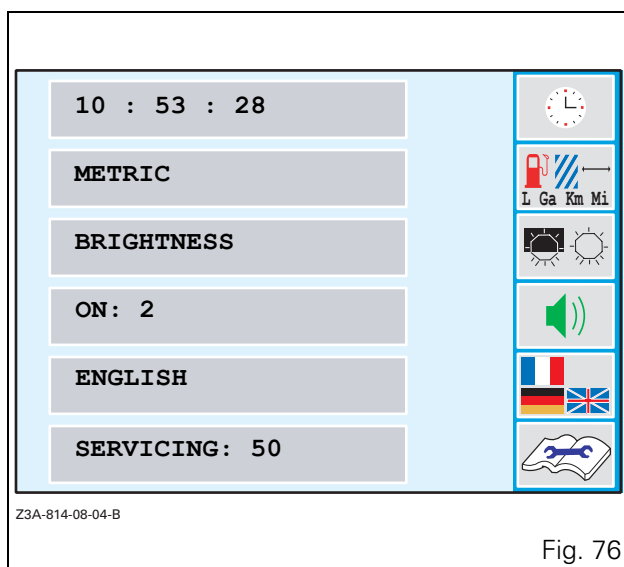 10 : 53 : 28
METRIC
L Ga Km Mi
BRIGHTNESS
ON: 2
ENGLISH
SERVICING: 50
Z3A-814-08-04-B
Fig. 76